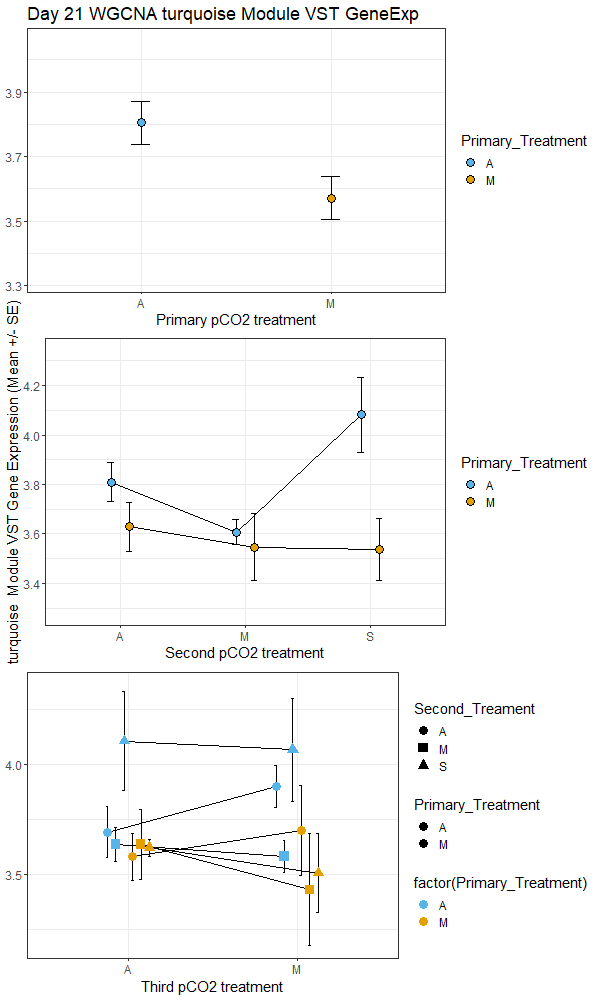 Day 21 WGCNA turquoise Module VST GeneExp
3.9
3.7
3.5
3.3
A M
Primary pCO2 treatment
Primary_Treatment
A
M
turquoise Module VST Gene Expression (Mean +/- SE)
4.2
4.0
3.8
3.6
3.4
A M S
Second pCO2 treatment
Primary_Treatment
A
M
4.0
3.5
A M
Third pCO2 treatment
Second_Treament
A
M
S
Primary_Treatment
A
M
factor(Primary_Treatment)
A
M